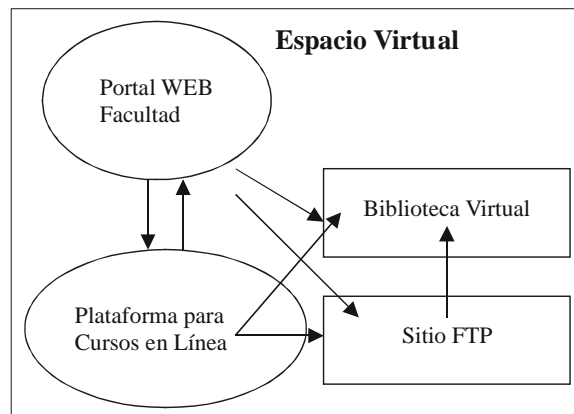 Espacio Virtual
Portal WEB
Facultad
Biblioteca Virtual
Plataforma para
Cursos en Línea
Sitio FTP